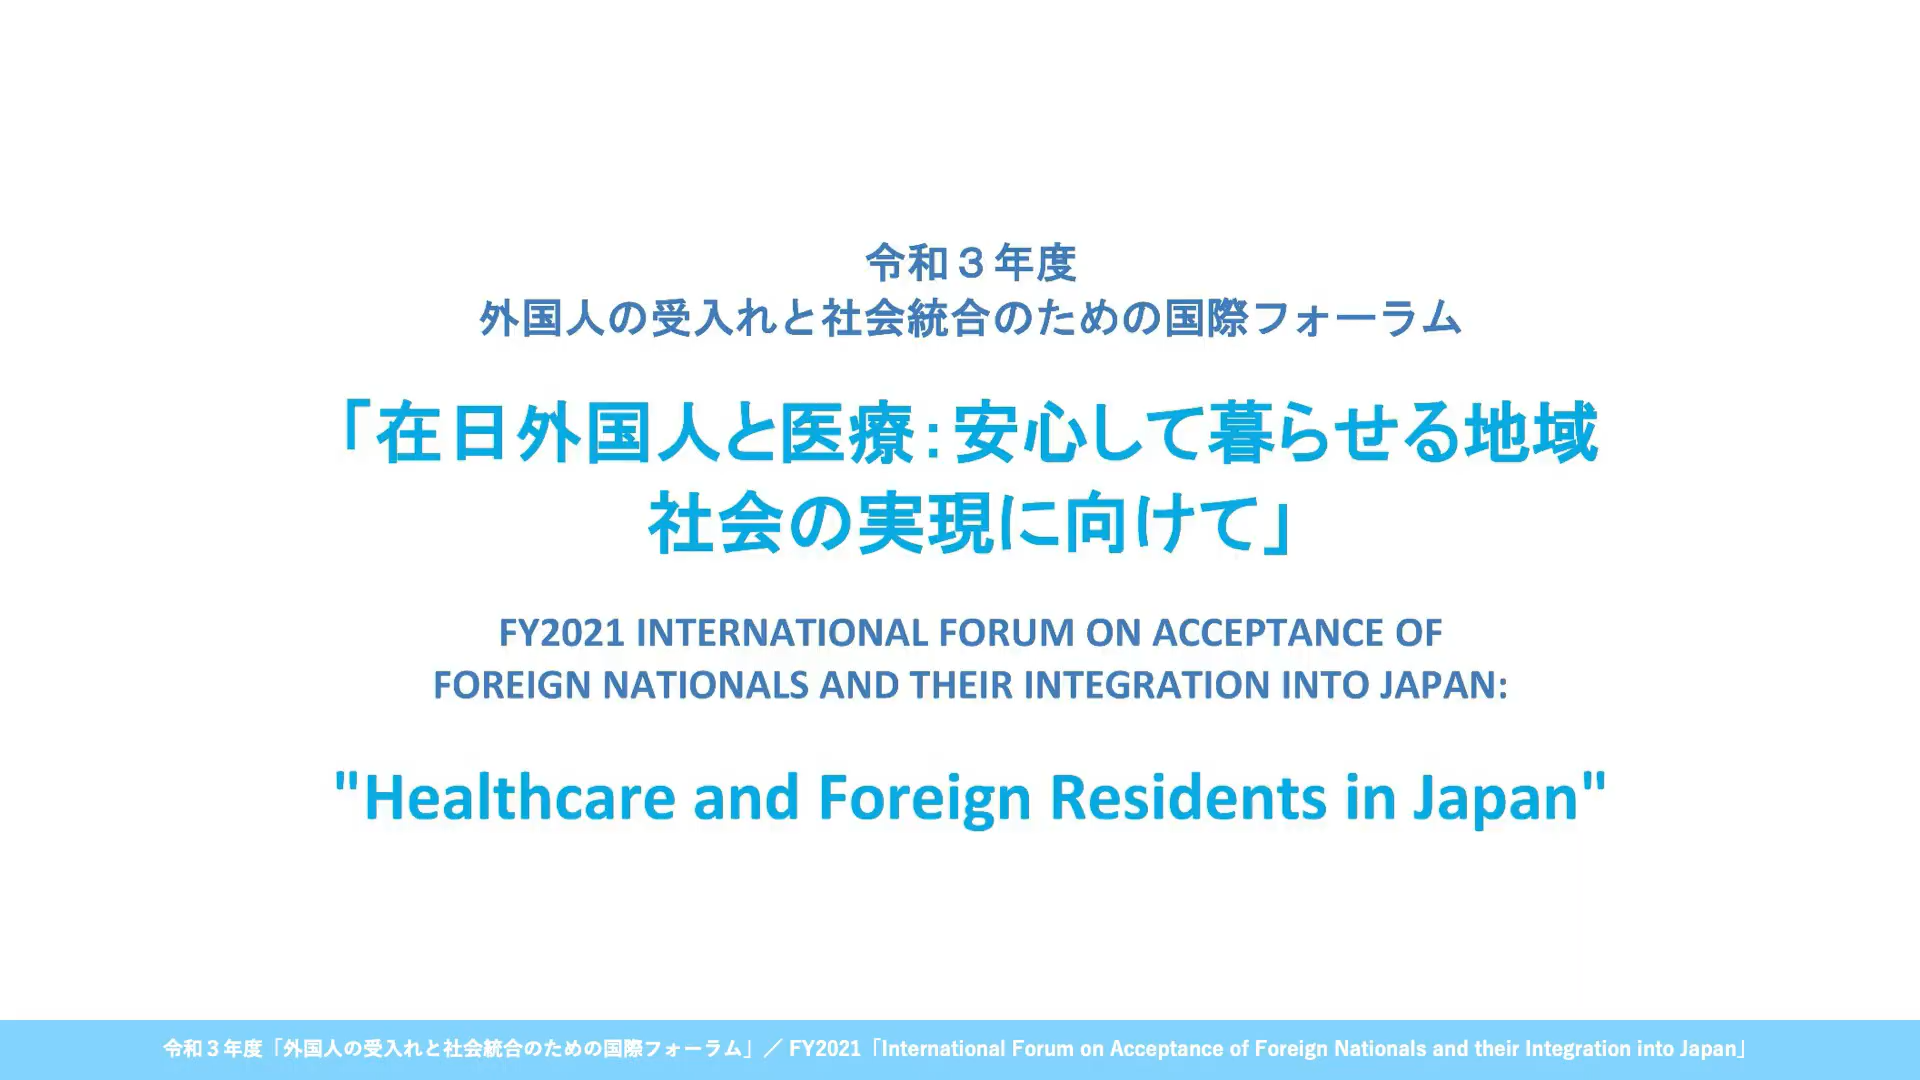 令和３年度
外国人の受入れと社会統合のための国際フォーラム
「在日外国人と医療：安心して暮らせる地域
社会の実現に向けて」
FY2021 INTERNATIONAL FORUM ON ACCEPTANCE OF
FOREIGN NATIONALS AND THEIR INTEGRATION INTO JAPAN:
"Healthcare and Foreign Residents in Japan"
令和３年度「外国人の受入れと社会統合のための国際フォーラム」／ FY2021「International Forum on Acceptance of Foreign Nationals and their Integration into Japan」